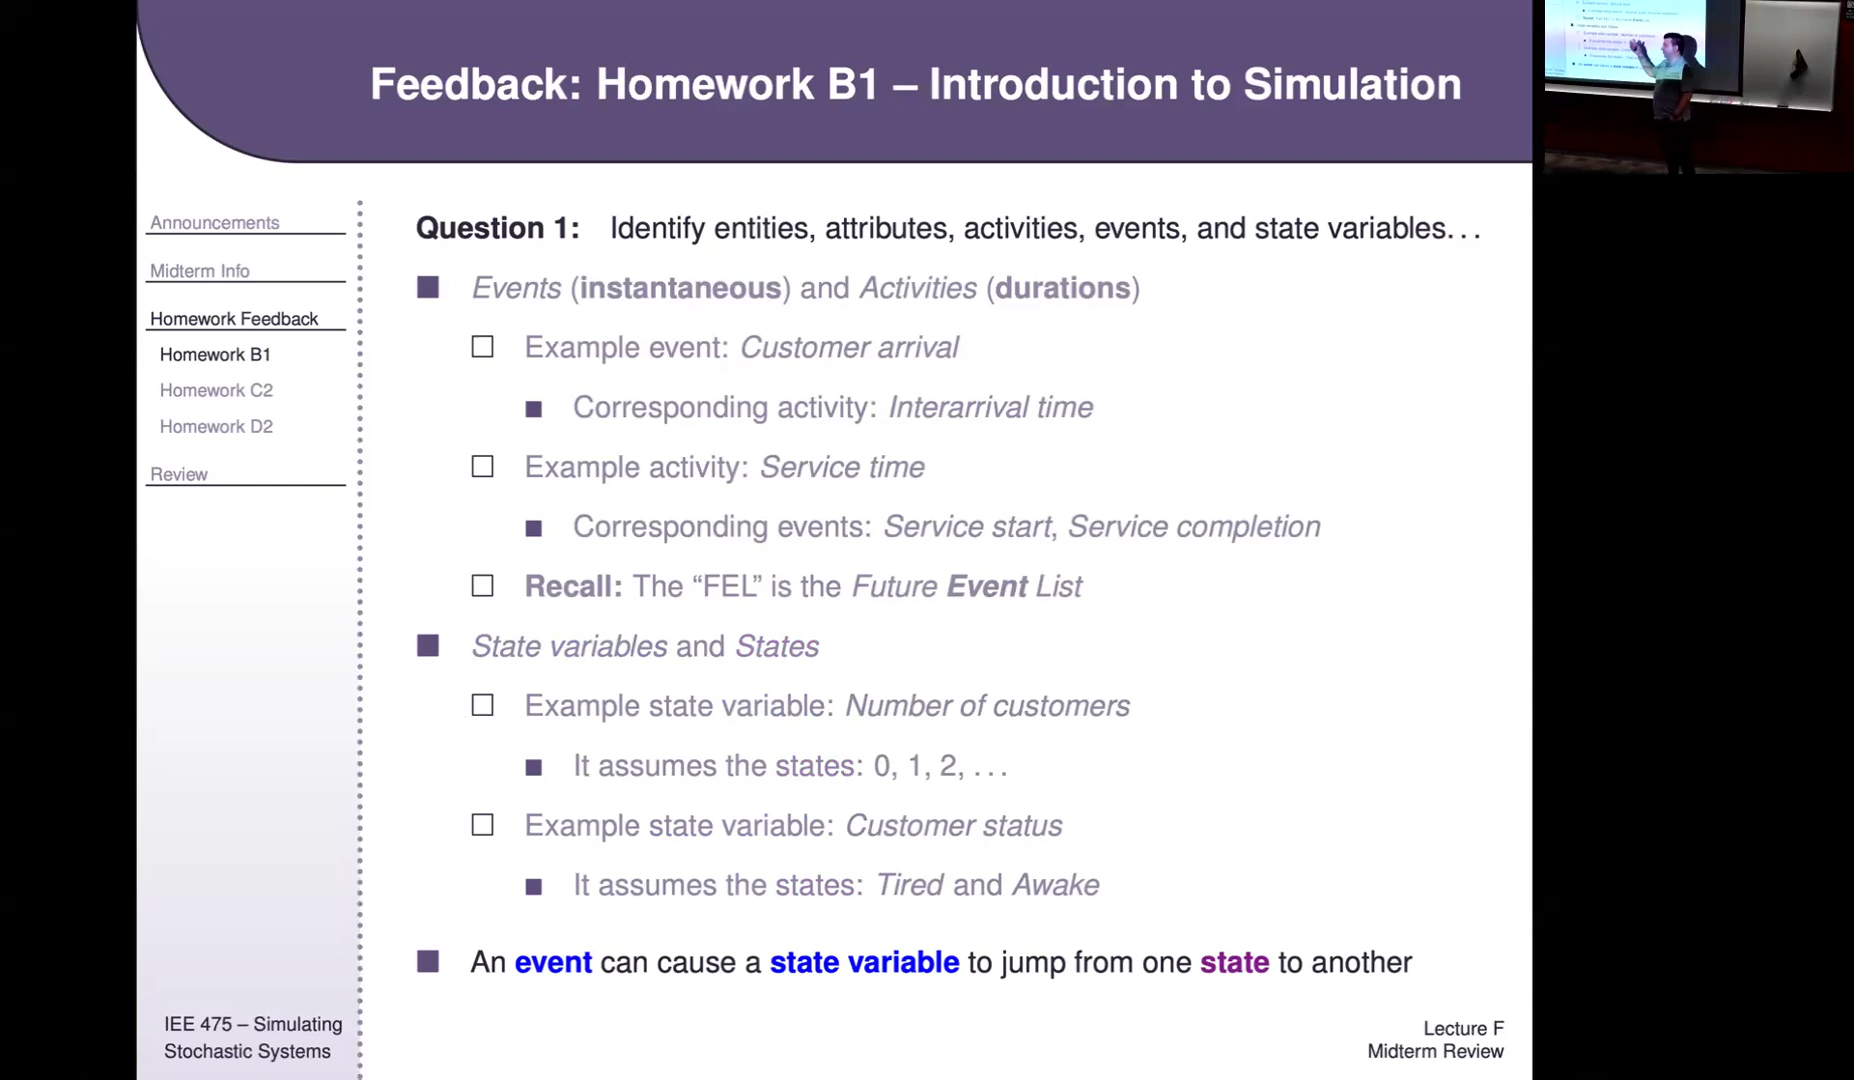 Feedback: Homework B1 – Introduction to Simulation
Announcements
Midterm Info
Homework Feedback
Homework B1
Homework C2
Homework D2
Review
Question 1: Identify entities, attributes, activities, events, and state variables...
Events (instantaneous) and Activities (durations)
Example event: Customer arrival
Corresponding activity: Interarrival time
Example activity: Service time
Corresponding events: Service start, Service completion
Recall: The “FEL” is the Future Event List
State variables and States
Example state variable: Number of customers
It assumes the states: 0, 1, 2, ...
Example state variable: Customer status
It assumes the states: Tired and Awake
An event can cause a state variable to jump from one state to another
IEE 475 – Simulating
Stochastic Systems
Lecture F
Midterm Review